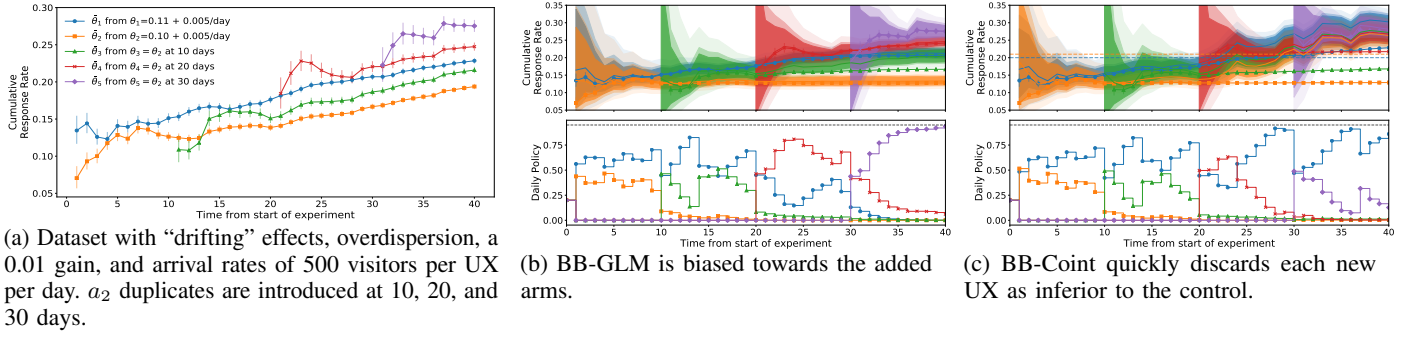 0.30
0.25
0.20
0.15
0.10
0.05
Cumulative
Response Rate
θ̄₁ from θ₁=0.11 + 0.005/day
θ̄₂ from θ₂=0.10 + 0.005/day
θ̄₃ from θ₃=θ₂ at 10 days
θ̄₄ from θ₄=θ₂ at 20 days
θ̄₅ from θ₅=θ₂ at 30 days
0 5 10 15 20 25 30 35 40
Time from start of experiment
(a) Dataset with “drifting” effects, overdispersion, a
0.01 gain, and arrival rates of 500 visitors per UX
per day. a₂ duplicates are introduced at 10, 20, and
30 days.
Cumulative
Response Rate
0.35
0.30
0.25
0.20
0.15
0.10
0.05
Daily Policy
0.75
0.50
0.25
0.00
0 5 10 15 20 25 30 35 40
Time from start of experiment
(b) BB-GLM is biased towards the added
arms.
Cumulative
Response Rate
0.35
0.30
0.25
0.20
0.15
0.10
0.05
Daily Policy
0.75
0.50
0.25
0.00
0 5 10 15 20 25 30 35 40
Time from start of experiment
(c) BB-Coint quickly discards each new
UX as inferior to the control.